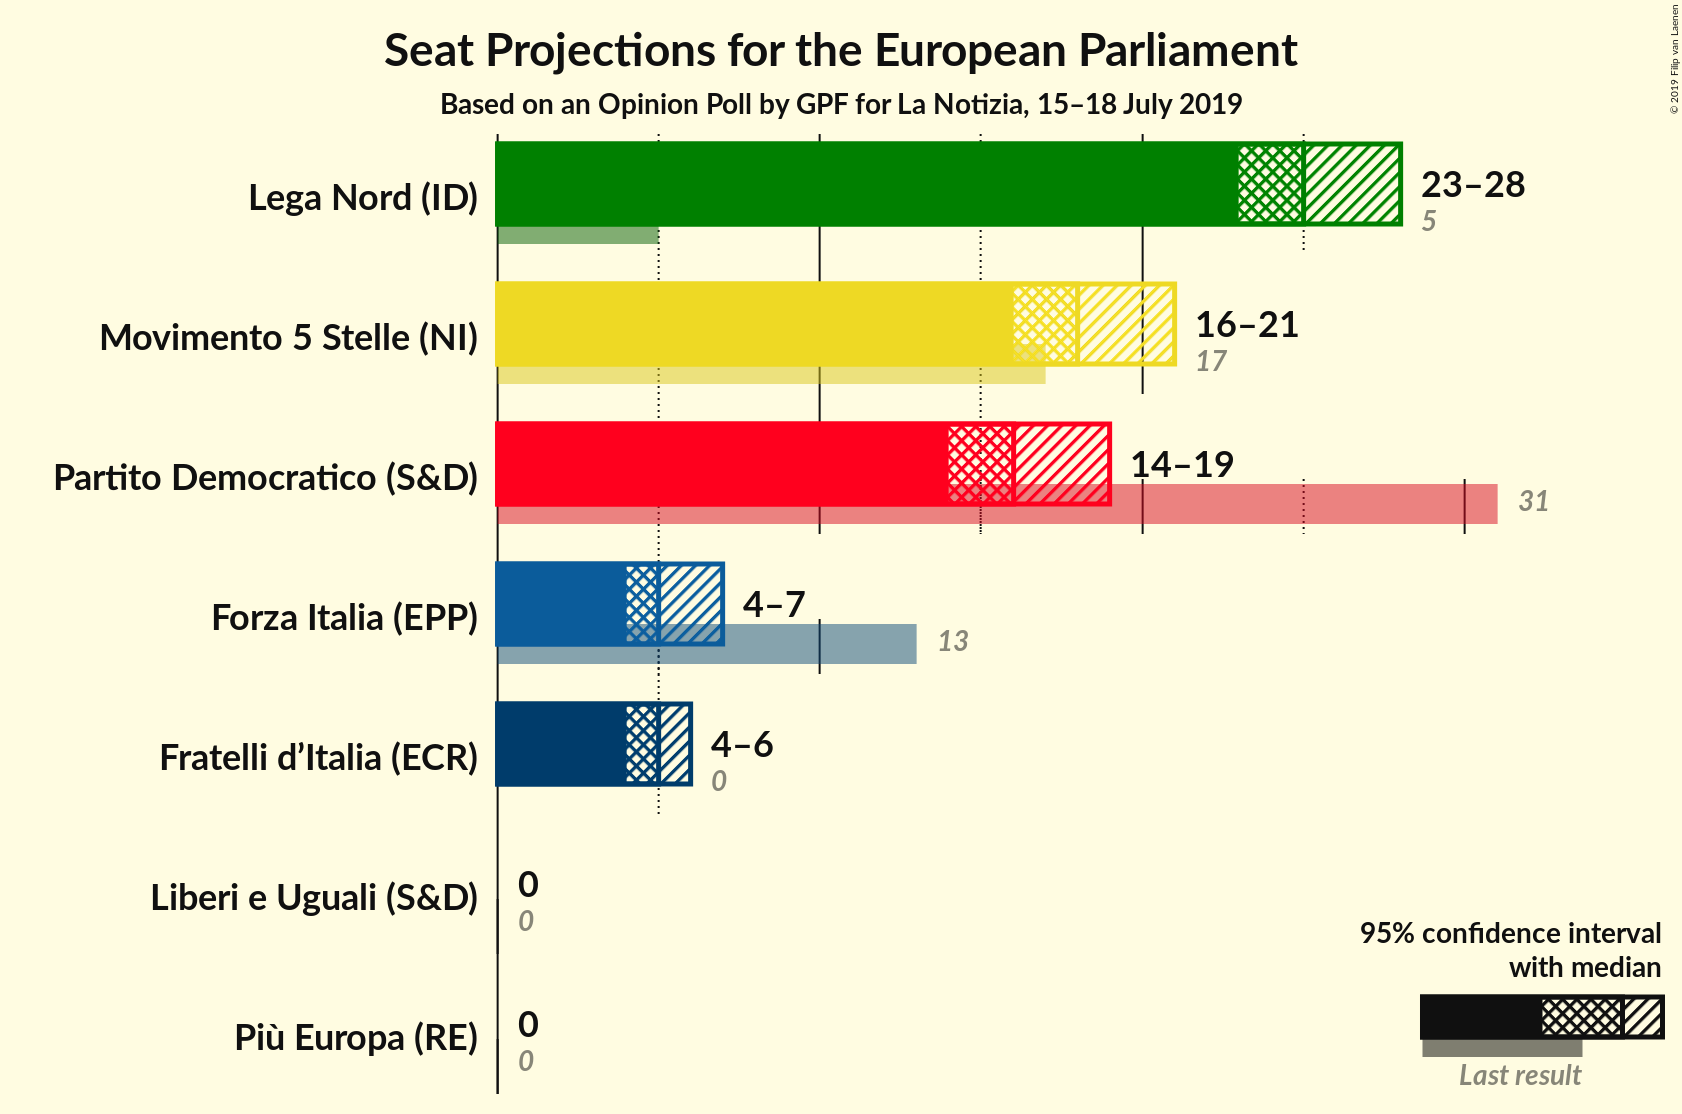 Seat Projections for the European Parliament
Based on an Opinion Poll by GPF for La Notizia, 15–18 July 2019
© 2019 Filip van Laenen
Lega Nord (ID)
23–28
5
Movimento 5 Stelle (NI)
16–21
17
Partito Democratico (S&D)
14–19
31
Forza Italia (EPP)
4–7
13
Fratelli d’Italia (ECR)
4–6
0
Liberi e Uguali (S&D)
0
0
Più Europa (RE)
0
0
95% confidence interval
with median
Last result